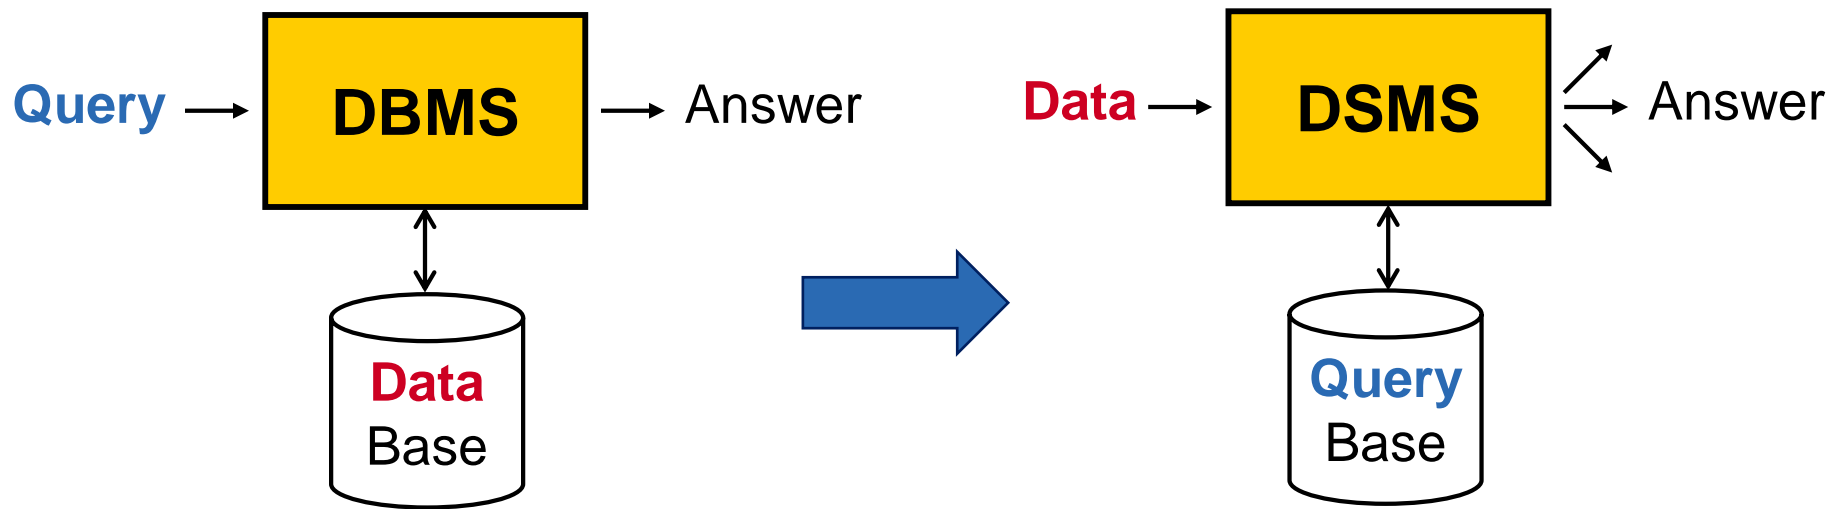 Query
DBMS
Answer
Data
Base
Data
DSMS
Answer
Query
Base